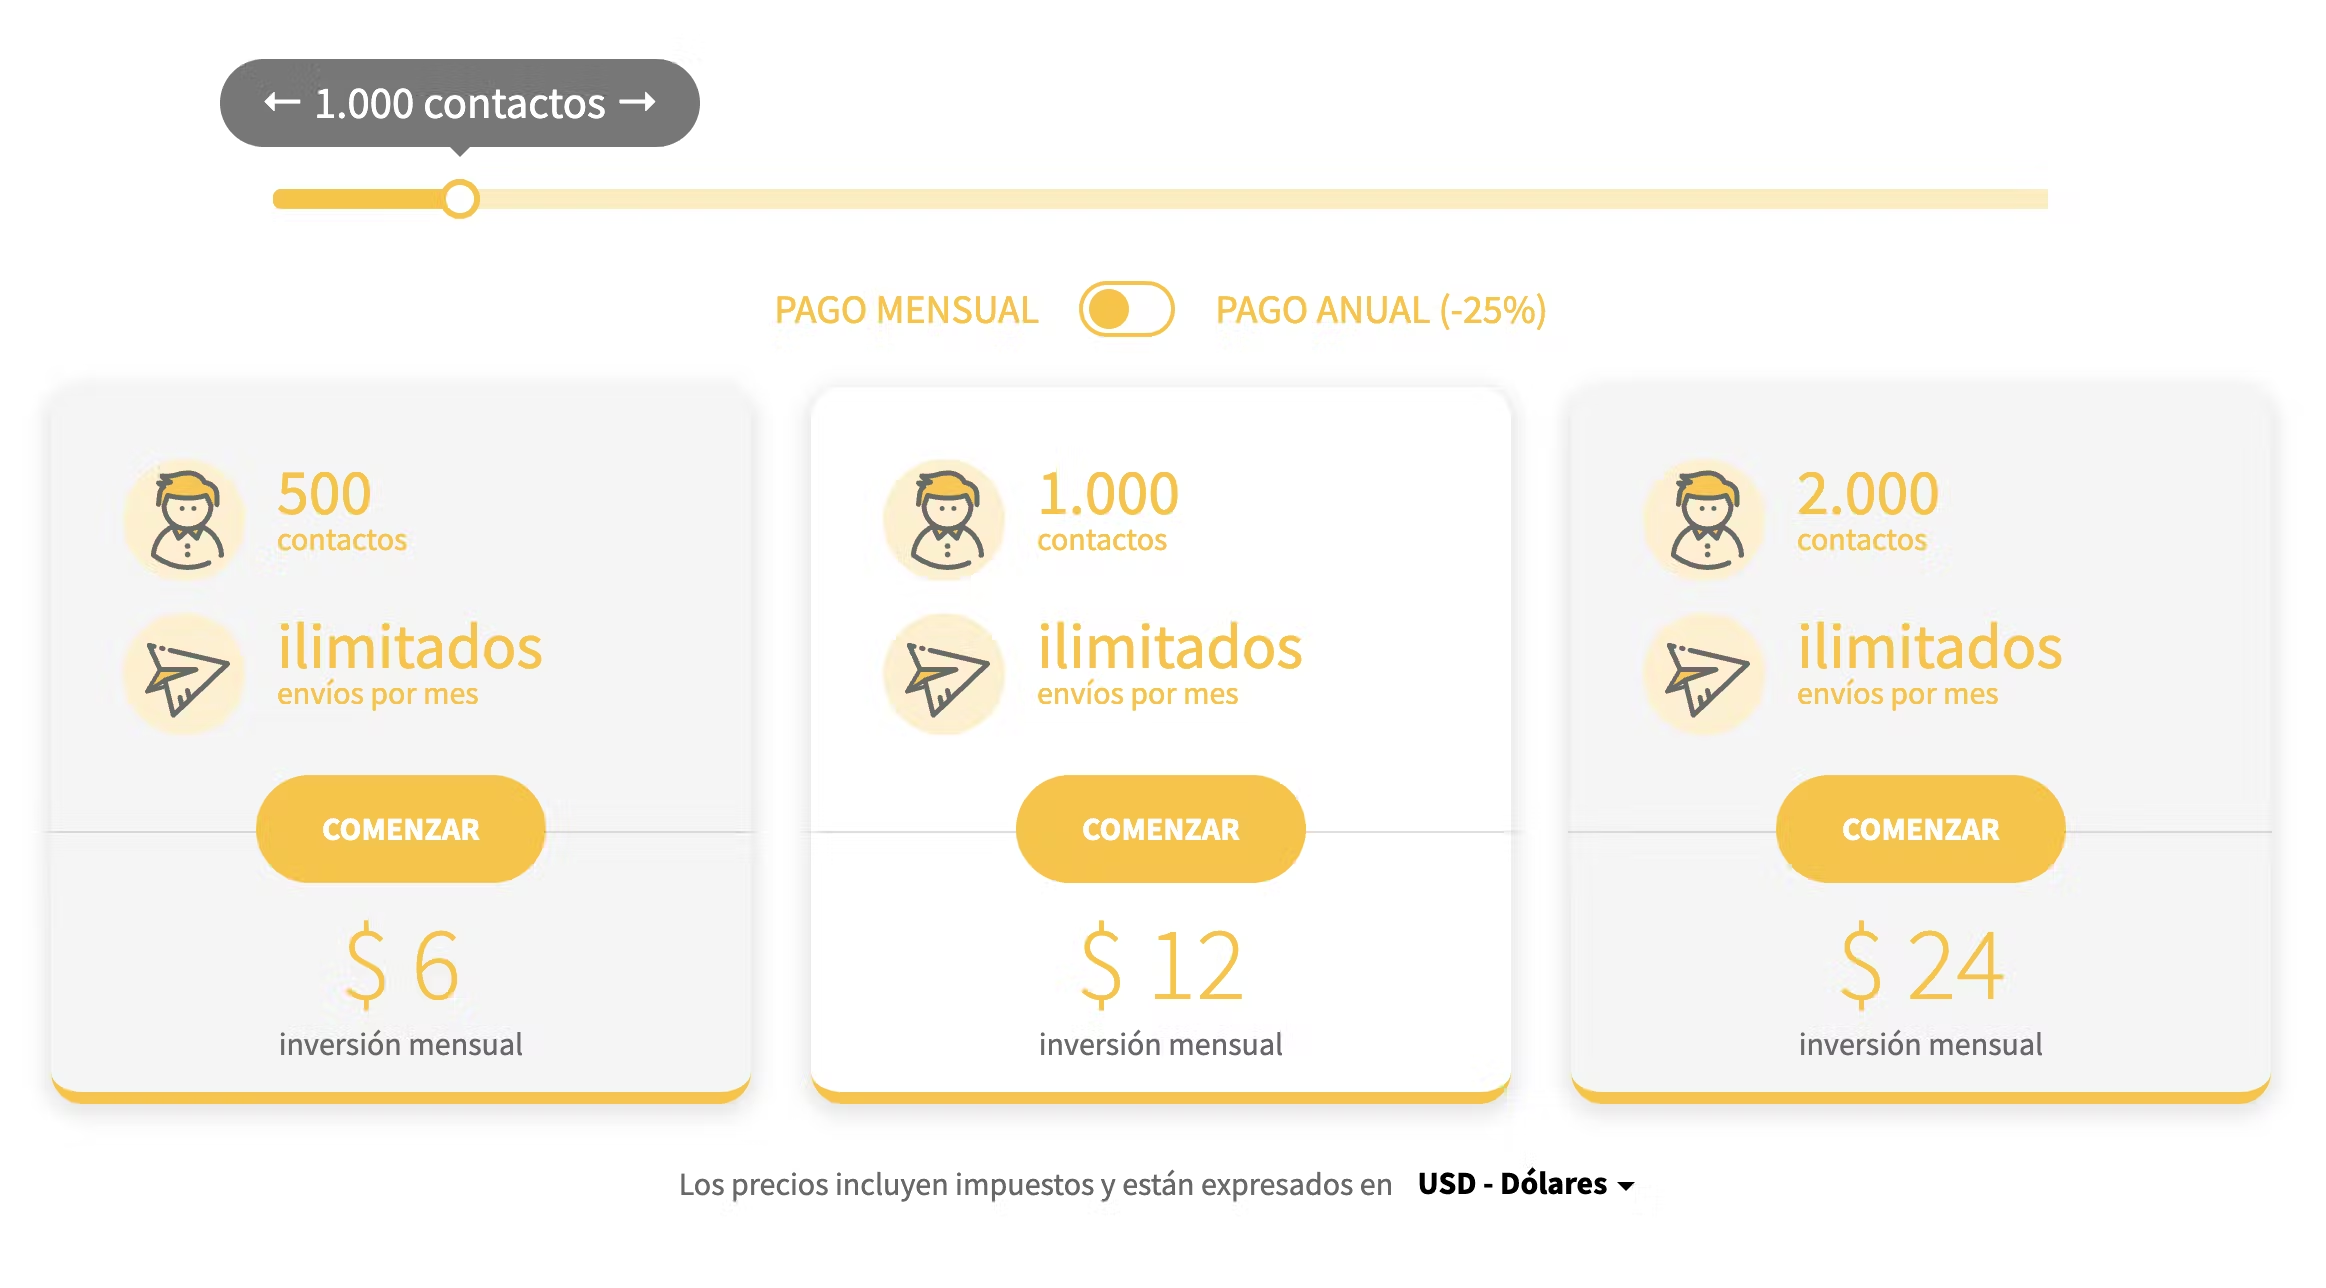 ← 1.000 contactos →
PAGO MENSUAL PAGO ANUAL (-25%)
500
contactos
ilimitados
envíos por mes
COMENZAR
$ 6
inversión mensual
1.000
contactos
ilimitados
envíos por mes
COMENZAR
$ 12
inversión mensual
2.000
contactos
ilimitados
envíos por mes
COMENZAR
$ 24
inversión mensual
Los precios incluyen impuestos y están expresados en USD - Dólares